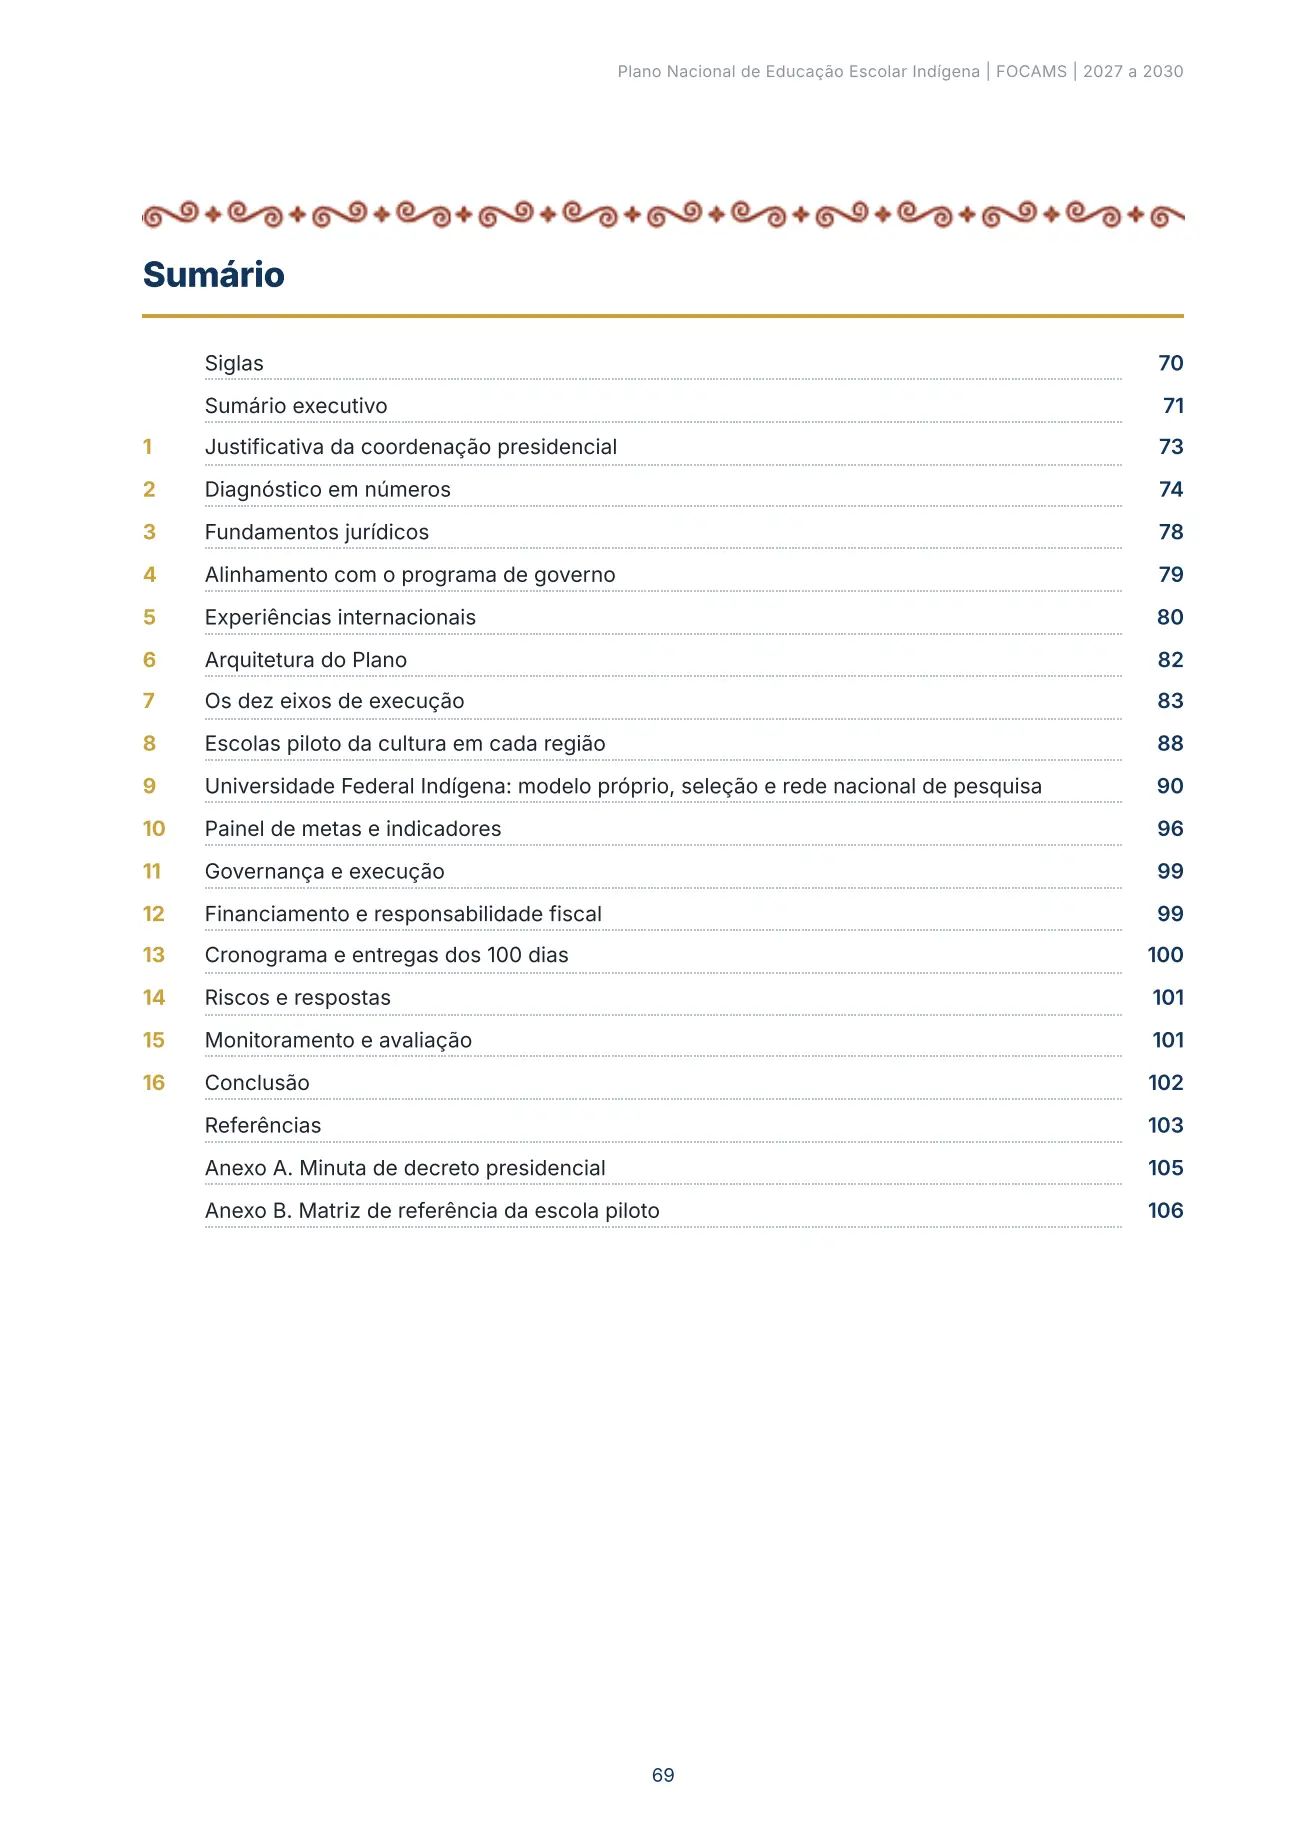 Plano Nacional de Educação Escolar Indígena | FOCAMS | 2027 a 2030
Sumário
Siglas 70
Sumário executivo 71
1 Justificativa da coordenação presidencial 73
2 Diagnóstico em números 74
3 Fundamentos jurídicos 78
4 Alinhamento com o programa de governo 79
5 Experiências internacionais 80
6 Arquitetura do Plano 82
7 Os dez eixos de execução 83
8 Escolas piloto da cultura em cada região 88
9 Universidade Federal Indígena: modelo próprio, seleção e rede nacional de pesquisa 90
10 Painel de metas e indicadores 96
11 Governança e execução 99
12 Financiamento e responsabilidade fiscal 99
13 Cronograma e entregas dos 100 dias 100
14 Riscos e respostas 101
15 Monitoramento e avaliação 101
16 Conclusão 102
Referências 103
Anexo A. Minuta de decreto presidencial 105
Anexo B. Matriz de referência da escola piloto 106
69